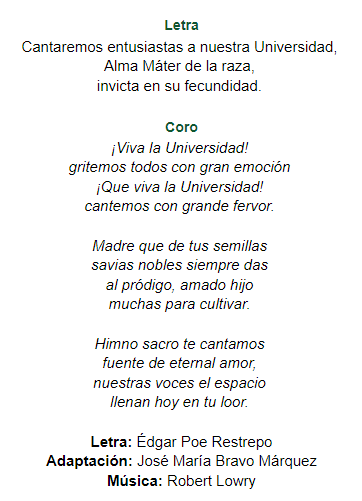 Letra
Cantaremos entusiastas a nuestra Universidad,
Alma Máter de la raza,
invicta en su fecundidad.
Coro
¡Viva la Universidad!
gritemos todos con gran emoción
¡Que viva la Universidad!
cantemos con grande fervor.
Madre que de tus semillas
savias nobles siempre das
al pródigo, amado hijo
muchas para cultivar.
Himno sacro te cantamos
fuente de eternal amor,
nuestras voces el espacio
llenan hoy en tu loor.
Letra: Édgar Poe Restrepo
Adaptación: José María Bravo Márquez
Música: Robert Lowry